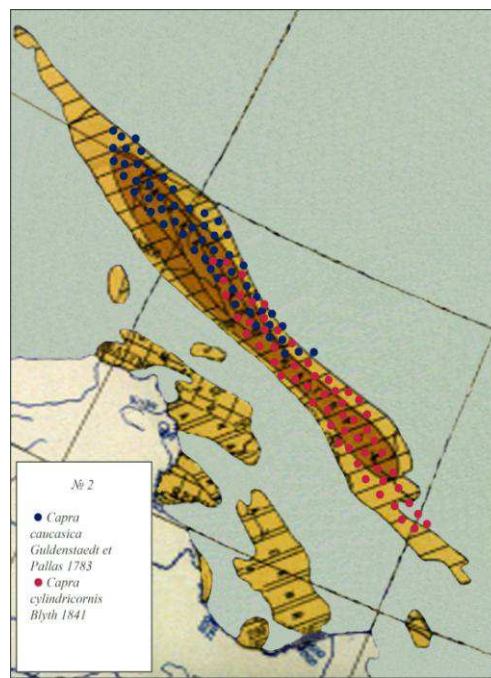 № 2
Capra
caucasica
Guldenstaedt et
Pallas 1783
Capra
cylindricornis
Blyth 1841